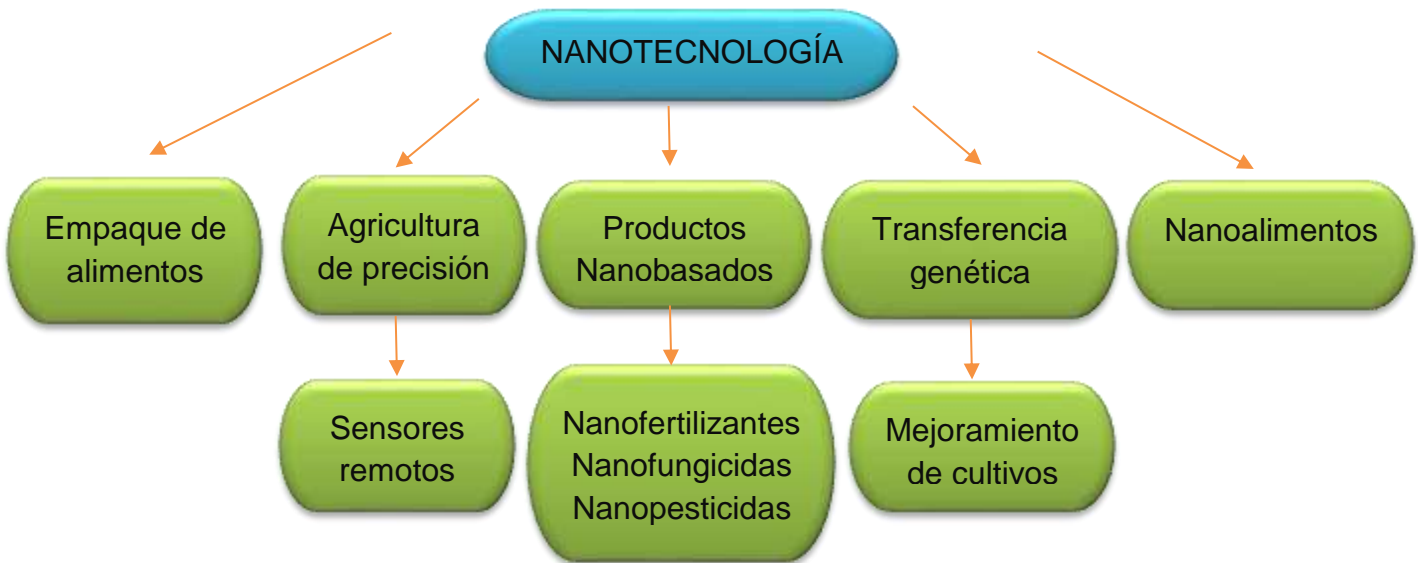 NANOTECNOLOGÍA
Empaque de
alimentos
Agricultura
de precisión
Productos
Nanobasados
Transferencia
genética
Nanoalimentos
Sensores
remotos
Nanofertilizantes
Nanofungicidas
Nanopesticidas
Mejoramiento
de cultivos